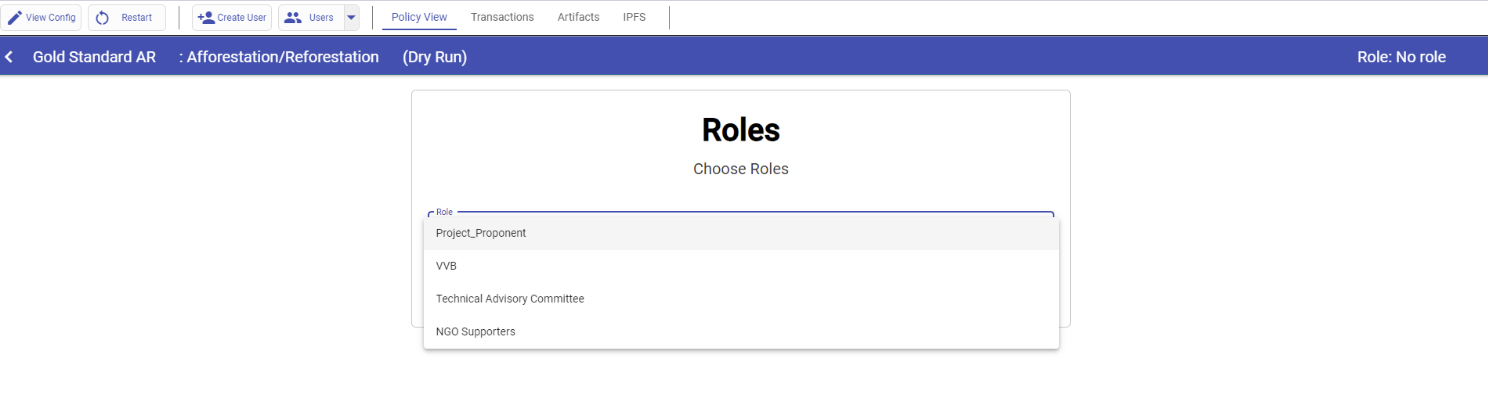 View Config Restart Create User Users Policy View Transactions Artifacts IPFS
Gold Standard AR : Afforestation/Reforestation (Dry Run) Role: No role
Roles
Choose Roles
Role
Project_Proponent
VVB
Technical Advisory Committee
NGO Supporters